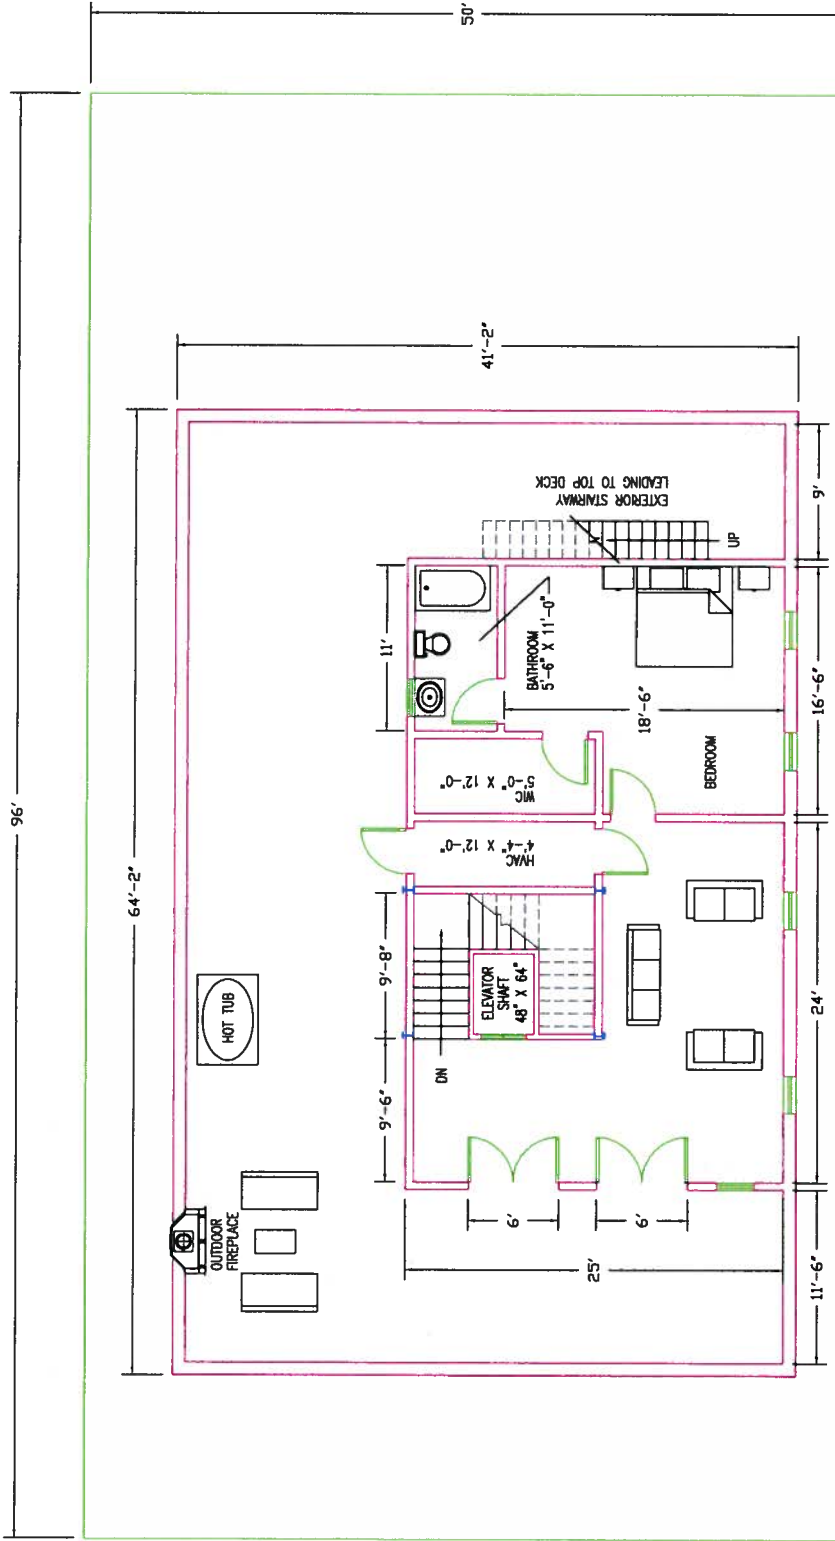 96'
50'
64'-2"
41'-2"
HOT TUB
OUTDOOR
FIREPLACE
11'
9'-8"
9'-6"
DN
ELEVATOR
SHAFT
48" X 64"
HVAC
4'-4" X 12'-0"
WIC
5'-0" X 12'-0"
BATHROOM
5'-6" X 11'-0"
EXTERIOR STAIRWAY
LEADING TO TOP DECK
UP
18'-6"
BEDROOM
6'
6'
25'
11'-6"
24'
16'-6"
9'